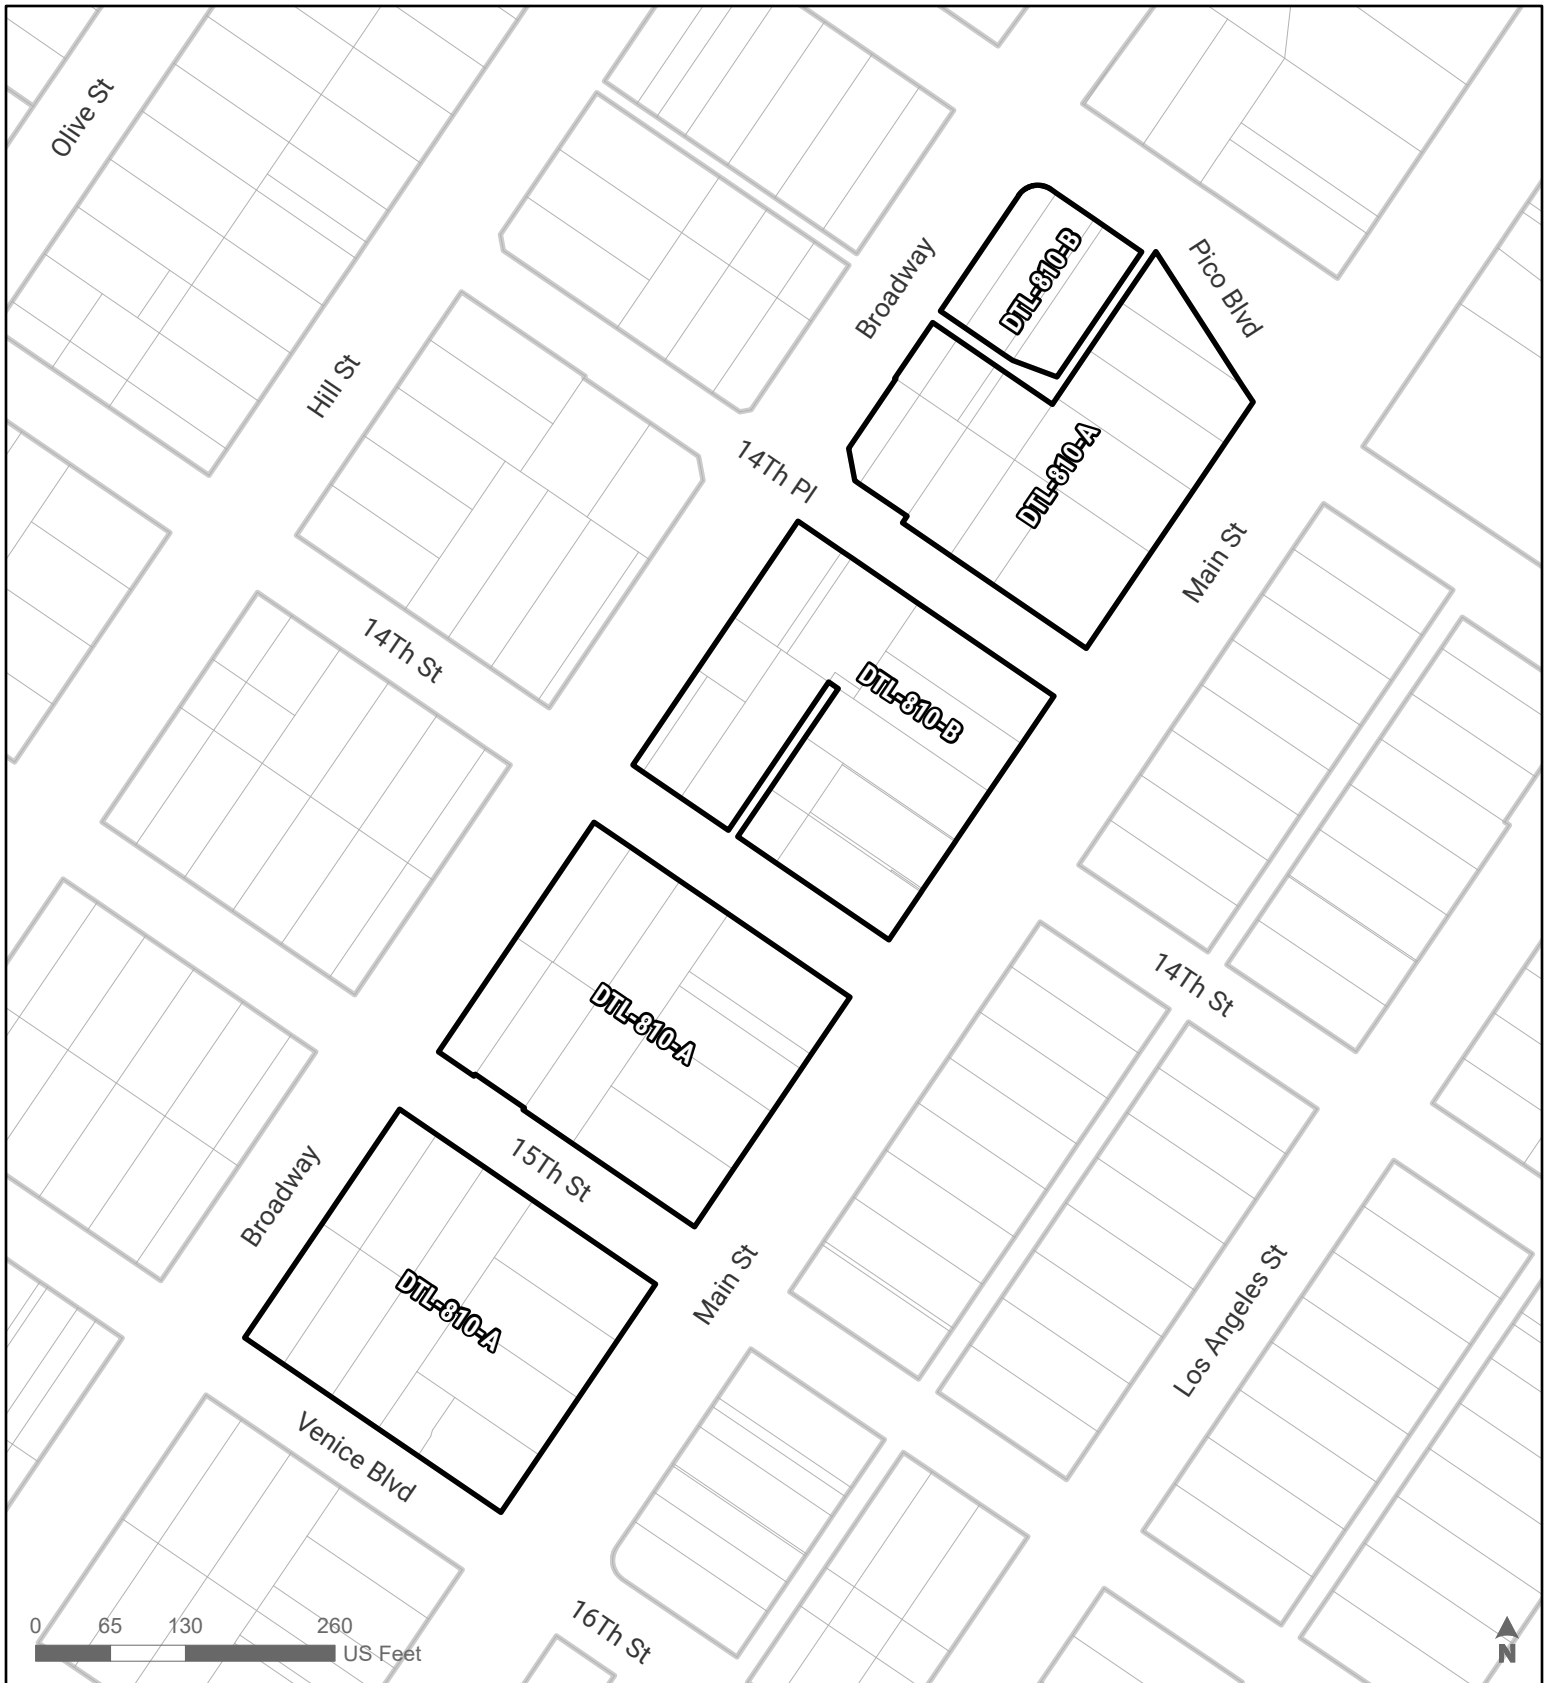 Olive St
Broadway
DTL-810-B
Pico Blvd
Hill St
14Th Pl
DTL-810-A
Main St
14Th St
DTL-810-B
14Th St
DTL-810-A
15Th St
Broadway
DTL-810-A
Main St
Los Angeles St
Venice Blvd
16Th St
0 65 130 260
US Feet
N